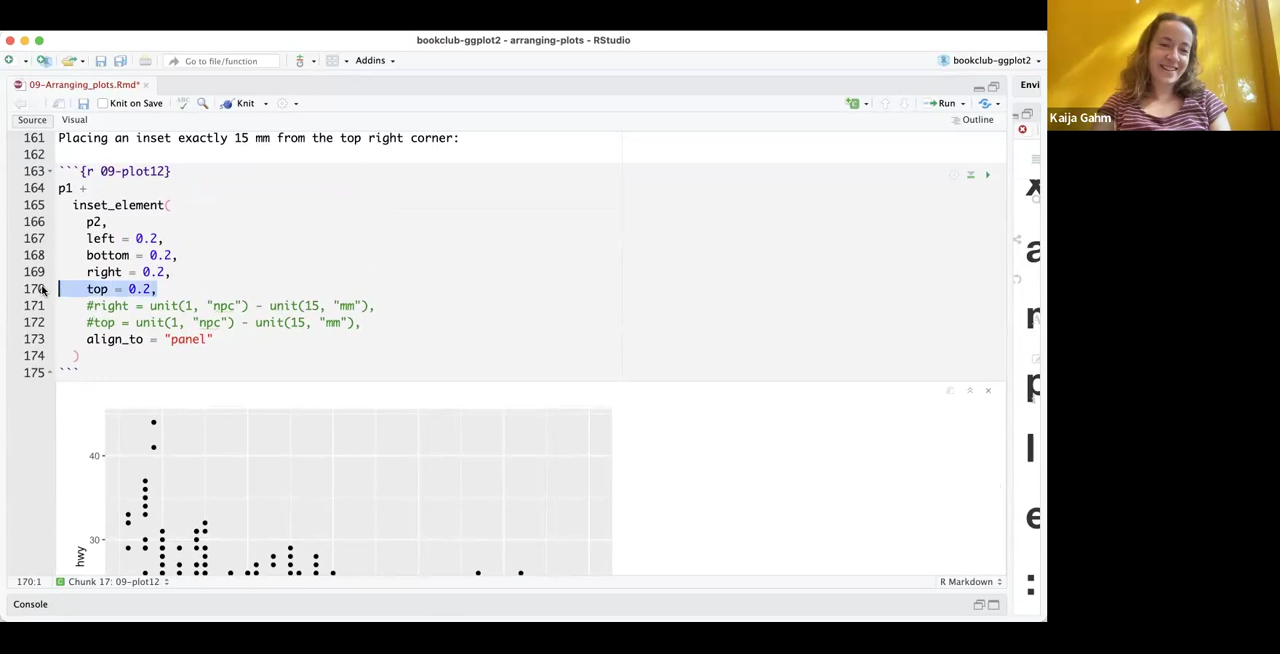 bookclub-ggplot2 - arranging-plots - RStudio
Go to file/function
Addins
bookclub-ggplot2
09-Arranging_plots.Rmd*
Envi
Knit on Save
ABC
Knit
Run
Source
Visual
Outline
Kaija Gahm
161 Placing an inset exactly 15 mm from the top right corner:
162
163 ```{r 09-plot12}
164 p1 +
165 inset_element(
166 p2,
167 left = 0.2,
168 bottom = 0.2,
169 right = 0.2,
170 top = 0.2,
171 #right = unit(1, "npc") - unit(15, "mm"),
172 #top = unit(1, "npc") - unit(15, "mm"),
173 align_to = "panel"
174 )
175 ```
40
30
hwy
x
a
p
l
e
:
170:1
Chunk 17: 09-plot12
R Markdown
Console